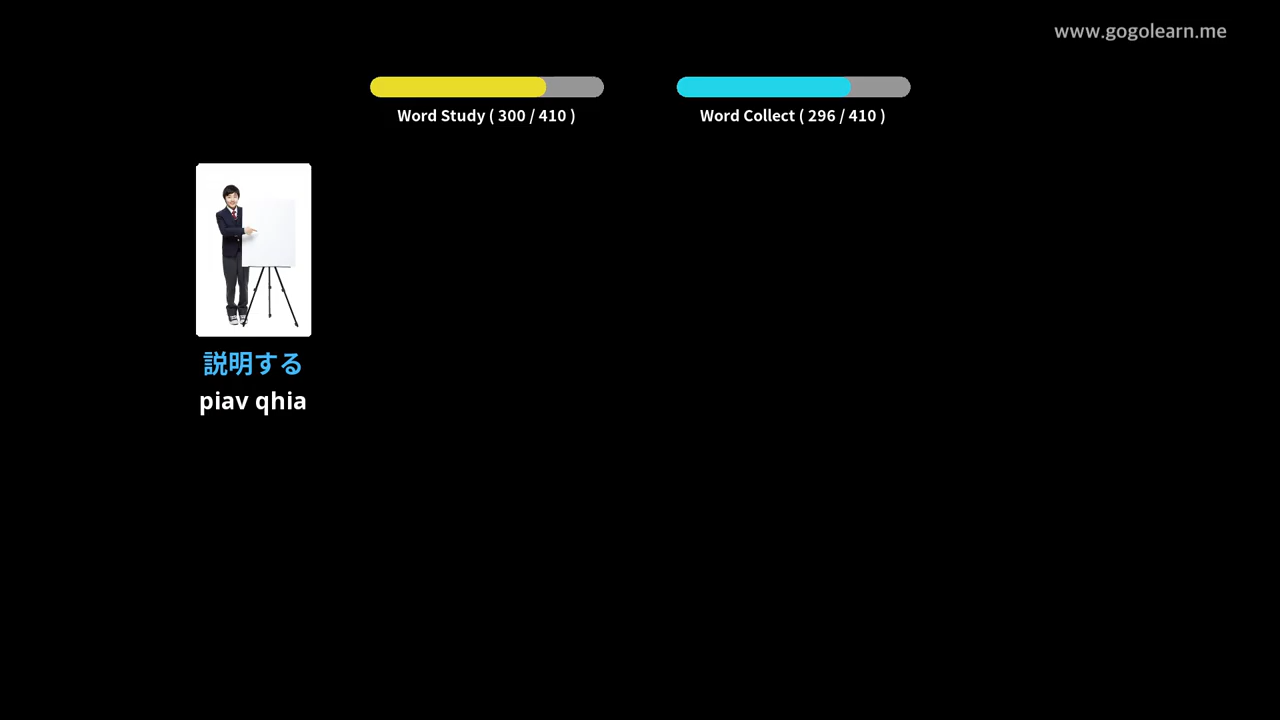 www.gogolearn.me
Word Study ( 300 / 410 )
Word Collect ( 296 / 410 )
説明する
piav qhia